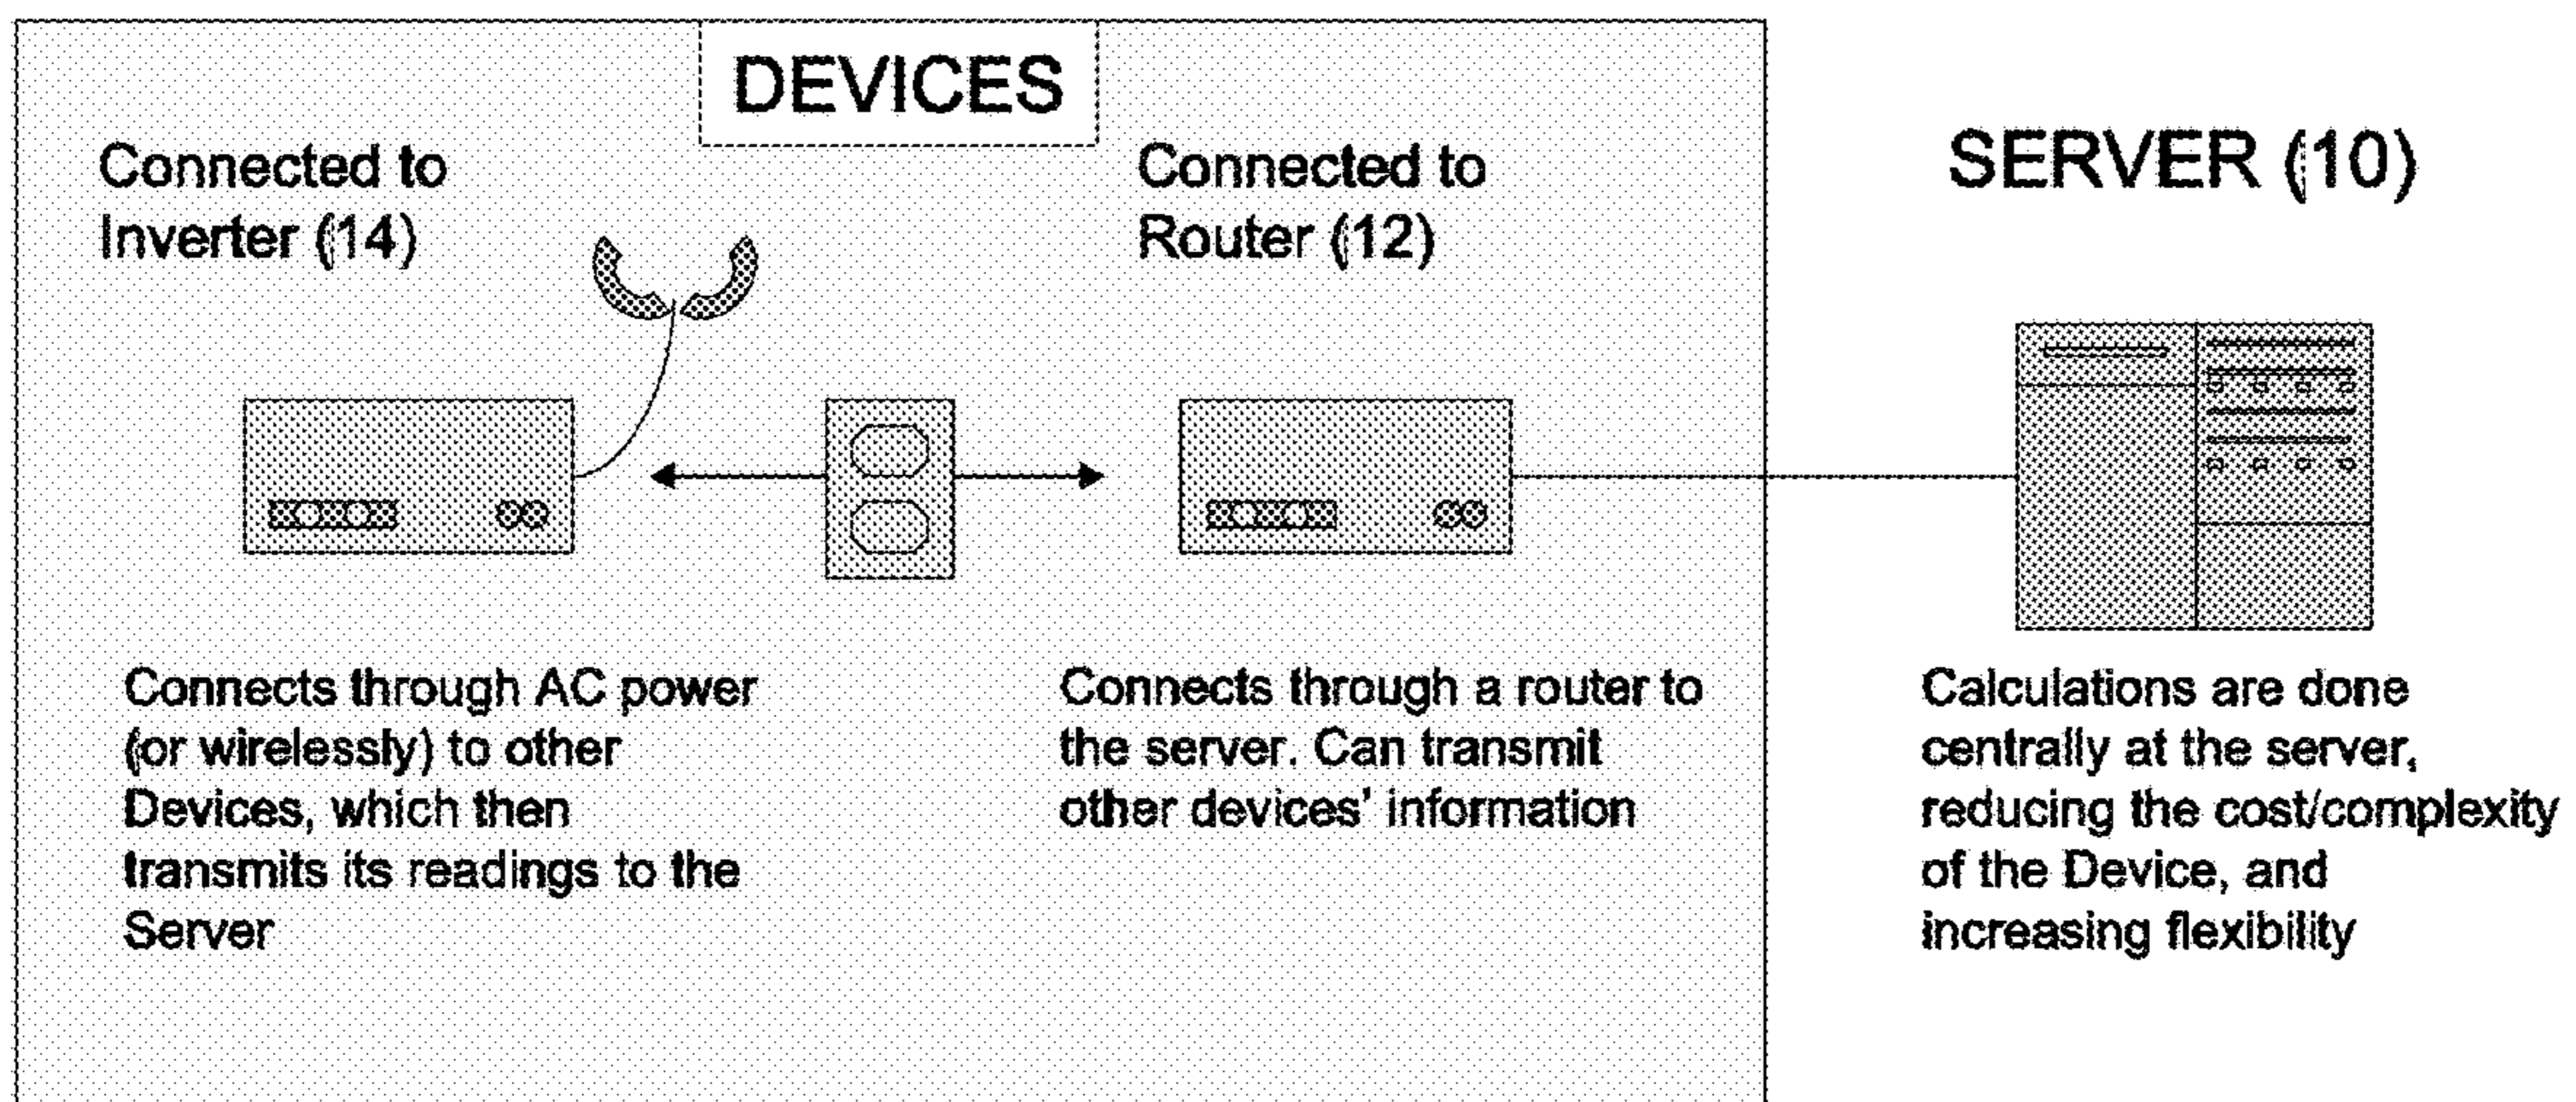 DEVICES
Connected to
Inverter (14)
Connected to
Router (12)
SERVER (10)
Connects through AC power
(or wirelessly) to other
Devices, which then
transmits its readings to the
Server
Connects through a router to
the server. Can transmit
other devices' information
Calculations are done
centrally at the server,
reducing the cost/complexity
of the Device, and
increasing flexibility